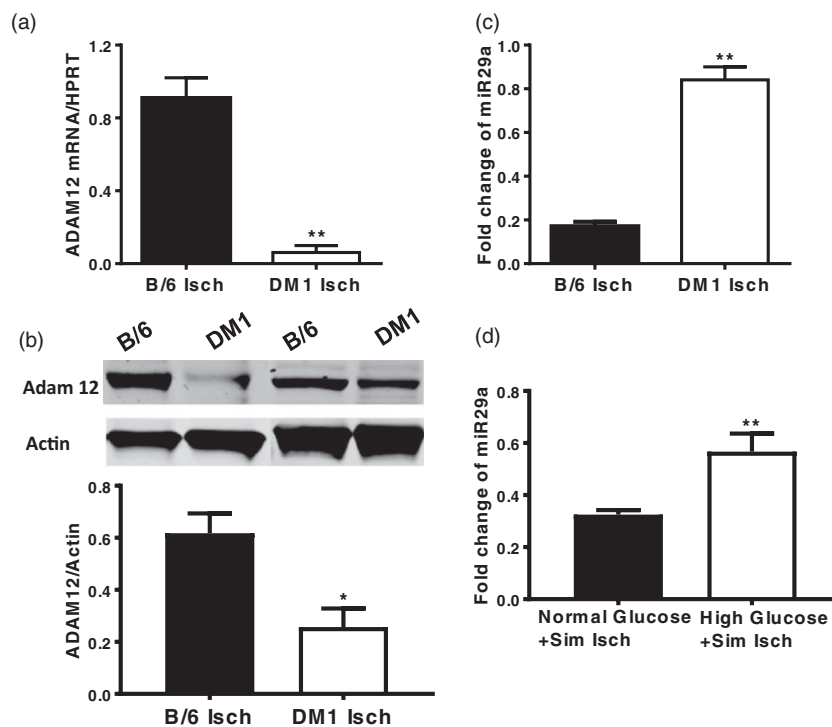 (a)
ADAM12 mRNA/HPRT
1.2
0.8
0.4
0.0
**
B/6 Isch
DM1 Isch
(b)
B/6
DM1
B/6
DM1
Adam 12
Actin
ADAM12/Actin
0.8
0.6
0.4
0.2
0.0
*
B/6 Isch
DM1 Isch
(c)
Fold change of miR29a
1.0
0.8
0.6
0.4
0.2
0.0
**
B/6 Isch
DM1 Isch
(d)
Fold change of miR29a
0.8
0.6
0.4
0.2
0.0
**
Normal Glucose
+Sim Isch
High Glucose
+Sim Isch